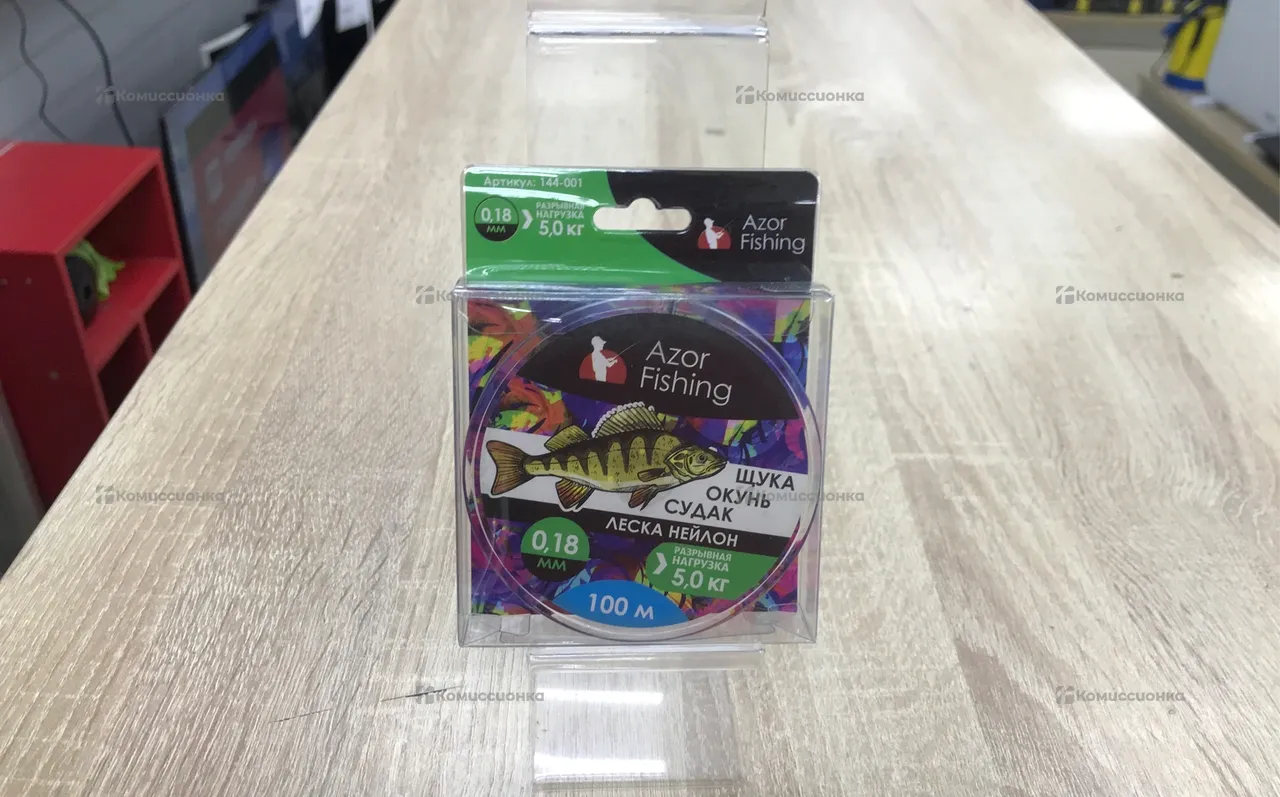 Комиссионка
Комиссионка
Артикул: 144-001
0,18
мм
РАЗРЫВНАЯ
НАГРУЗКА
5,0 кг
Azor
Fishing
Комиссионка
Azor
Fishing
ЩУКА
ОКУНЬ
СУДАК
ЛЕСКА НЕЙЛОН
0,18
мм
РАЗРЫВНАЯ
НАГРУЗКА
5,0 кг
100 м
Комиссионка
Комиссионка
Комиссионка
Комиссионка